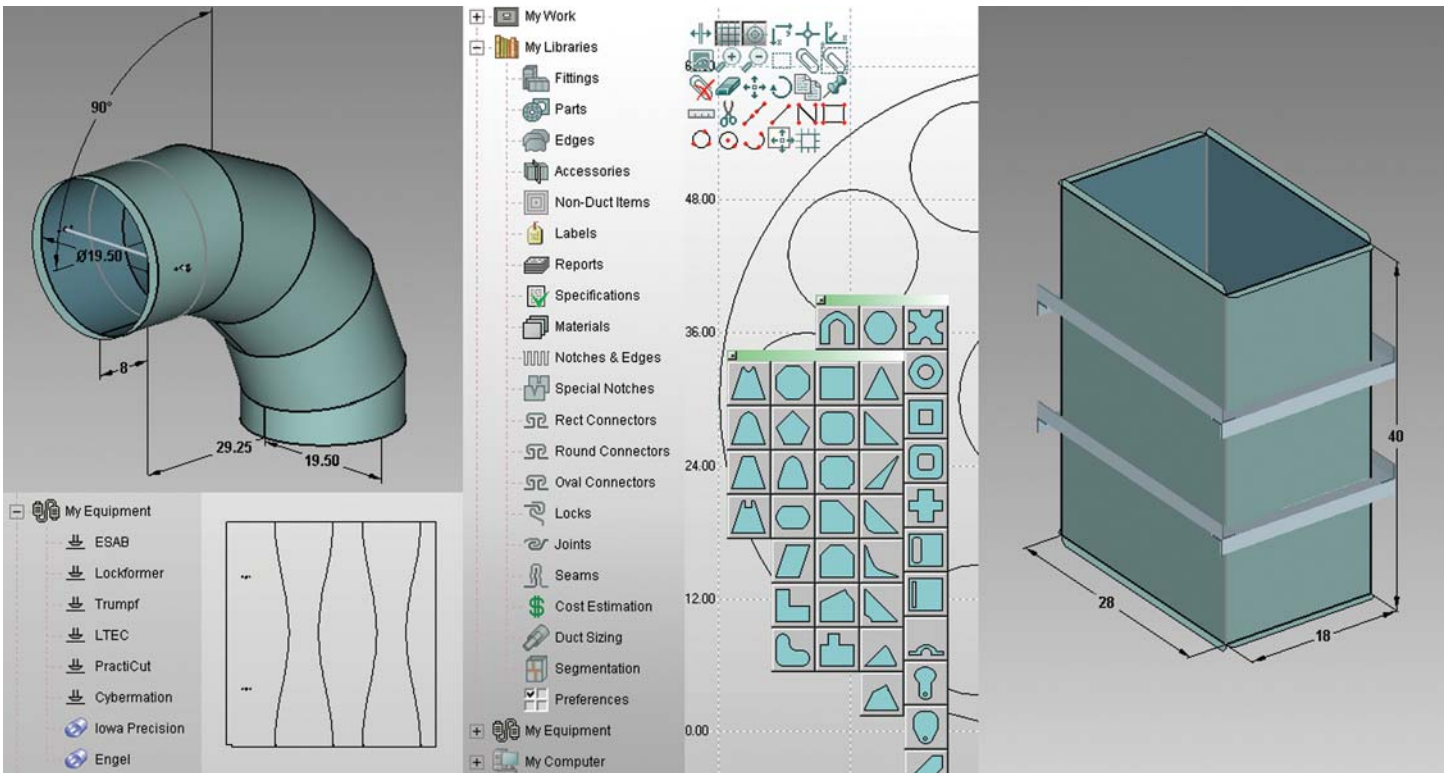 90°
Ø19.50
8
29.25
19.50
My Equipment
ESAB
Lockformer
Trumpf
LTEC
PractiCut
Cybermation
Iowa Precision
Engel
My Work
My Libraries
Fittings
Parts
Edges
Accessories
Non-Duct Items
Labels
Reports
Specifications
Materials
Notches & Edges
Special Notches
Rect Connectors
Round Connectors
Oval Connectors
Locks
Joints
Seams
Cost Estimation
Duct Sizing
Segmentation
Preferences
My Equipment
My Computer
48.00
36.00
24.00
12.00
0.00
40
28
18